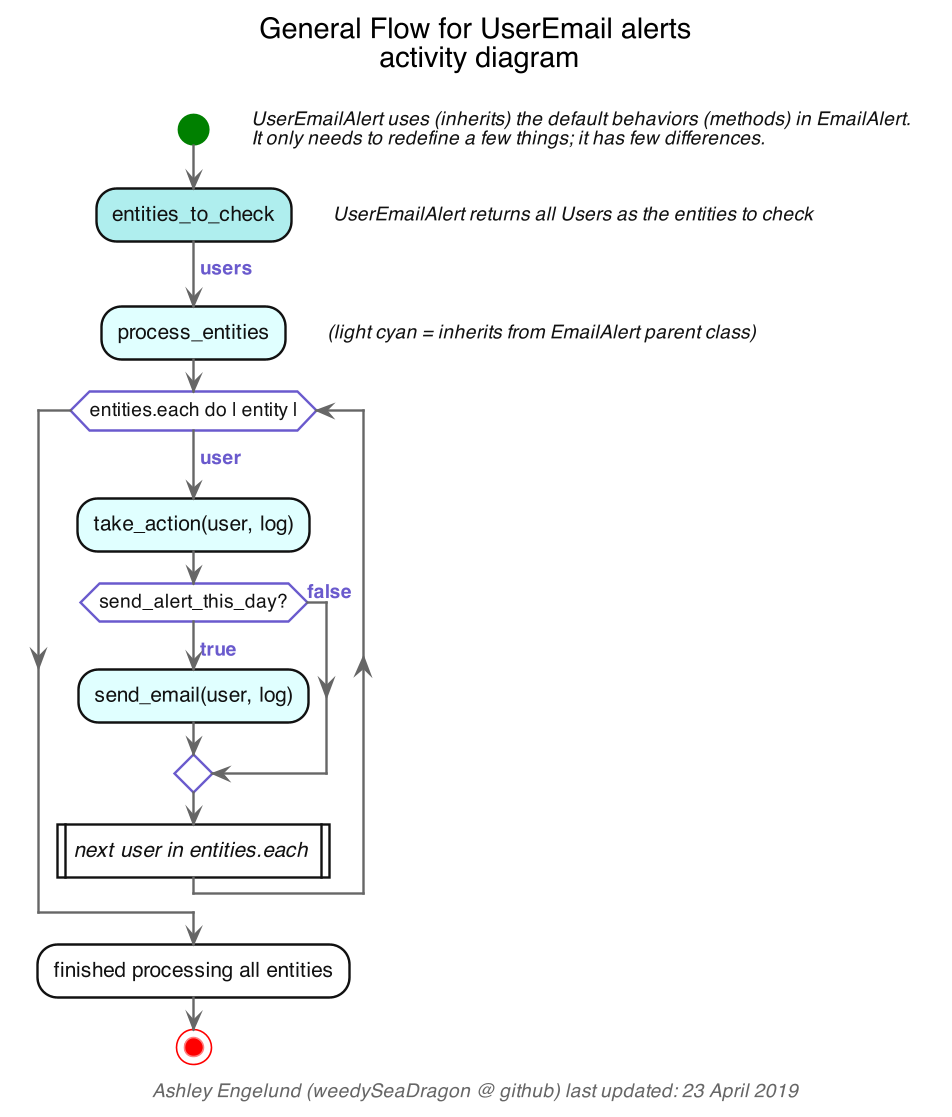 General Flow for UserEmail alerts
activity diagram
UserEmailAlert uses (inherits) the default behaviors (methods) in EmailAlert.
It only needs to redefine a few things; it has few differences.
entities_to_check
UserEmailAlert returns all Users as the entities to check
users
process_entities
(light cyan = inherits from EmailAlert parent class)
entities.each do | entity |
user
take_action(user, log)
send_alert_this_day?
false
true
send_email(user, log)
next user in entities.each
finished processing all entities
Ashley Engelund (weedySeaDragon @ github) last updated: 23 April 2019